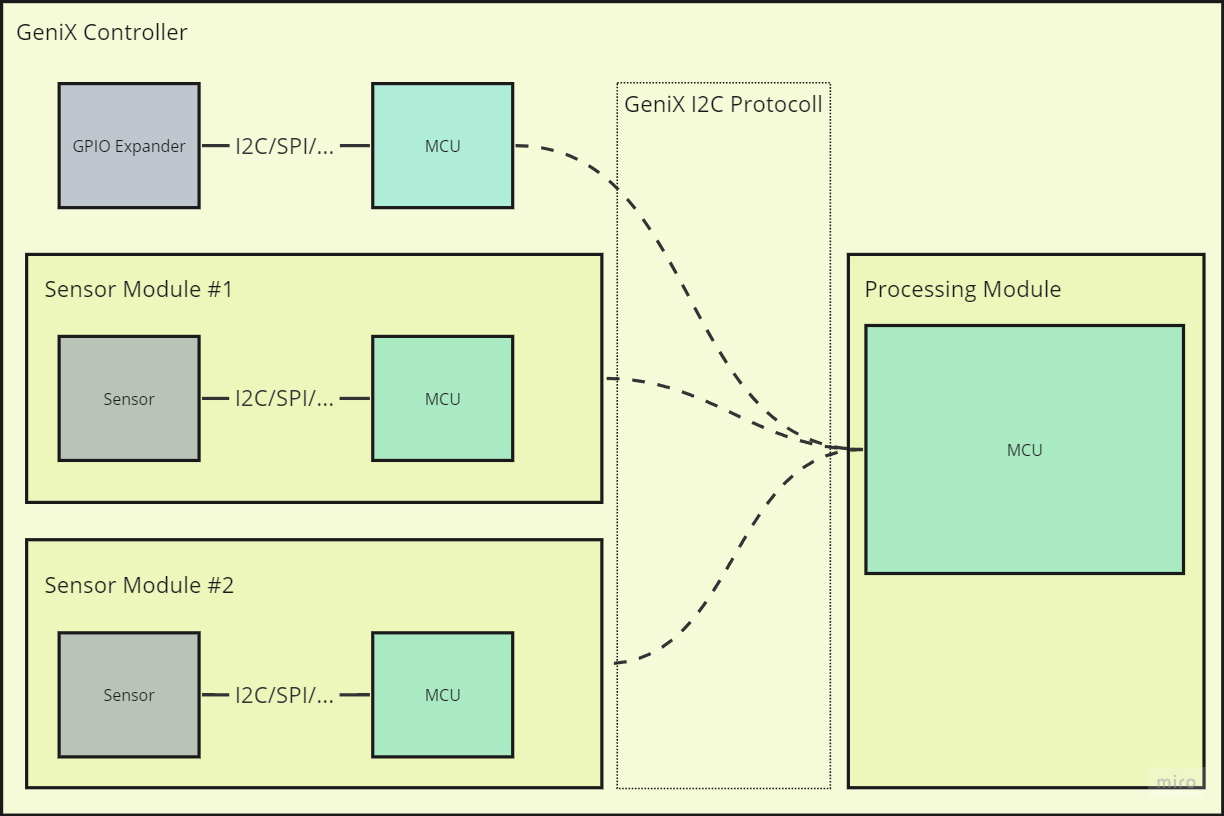 GeniX Controller
GeniX I2C Protocoll
GPIO Expander
I2C/SPI/...
MCU
Sensor Module #1
Processing Module
Sensor
I2C/SPI/...
MCU
MCU
Sensor Module #2
Sensor
I2C/SPI/...
MCU
miro